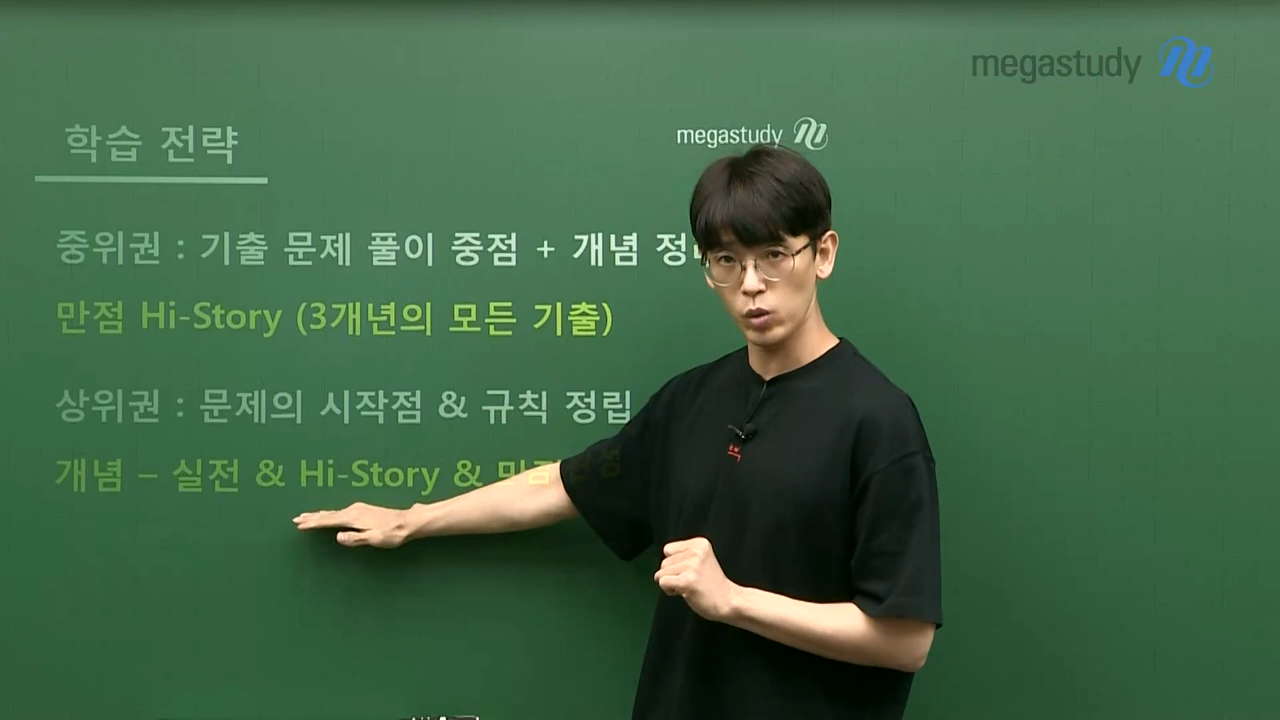 megastudy
megastudy
학습 전략
중위권 : 기출 문제 풀이 중점 + 개념
만점 Hi-Story (3개년의 모든 기출)
상위권 : 문제의 시작점 & 규칙 정립
개념 – 실전 & Hi-Story &